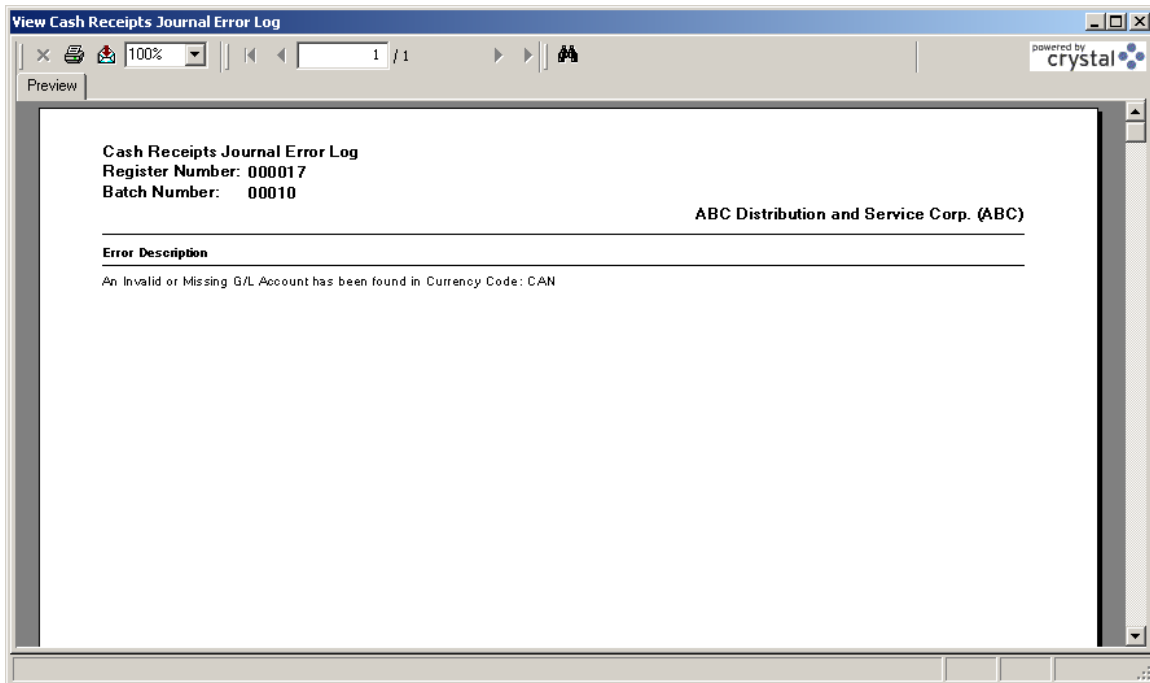 View Cash Receipts Journal Error Log
100%
1 / 1
powered by
crystal
Preview
Cash Receipts Journal Error Log
Register Number: 000017
Batch Number: 00010
ABC Distribution and Service Corp. (ABC)
Error Description
An Invalid or Missing G/L Account has been found in Currency Code: CAN